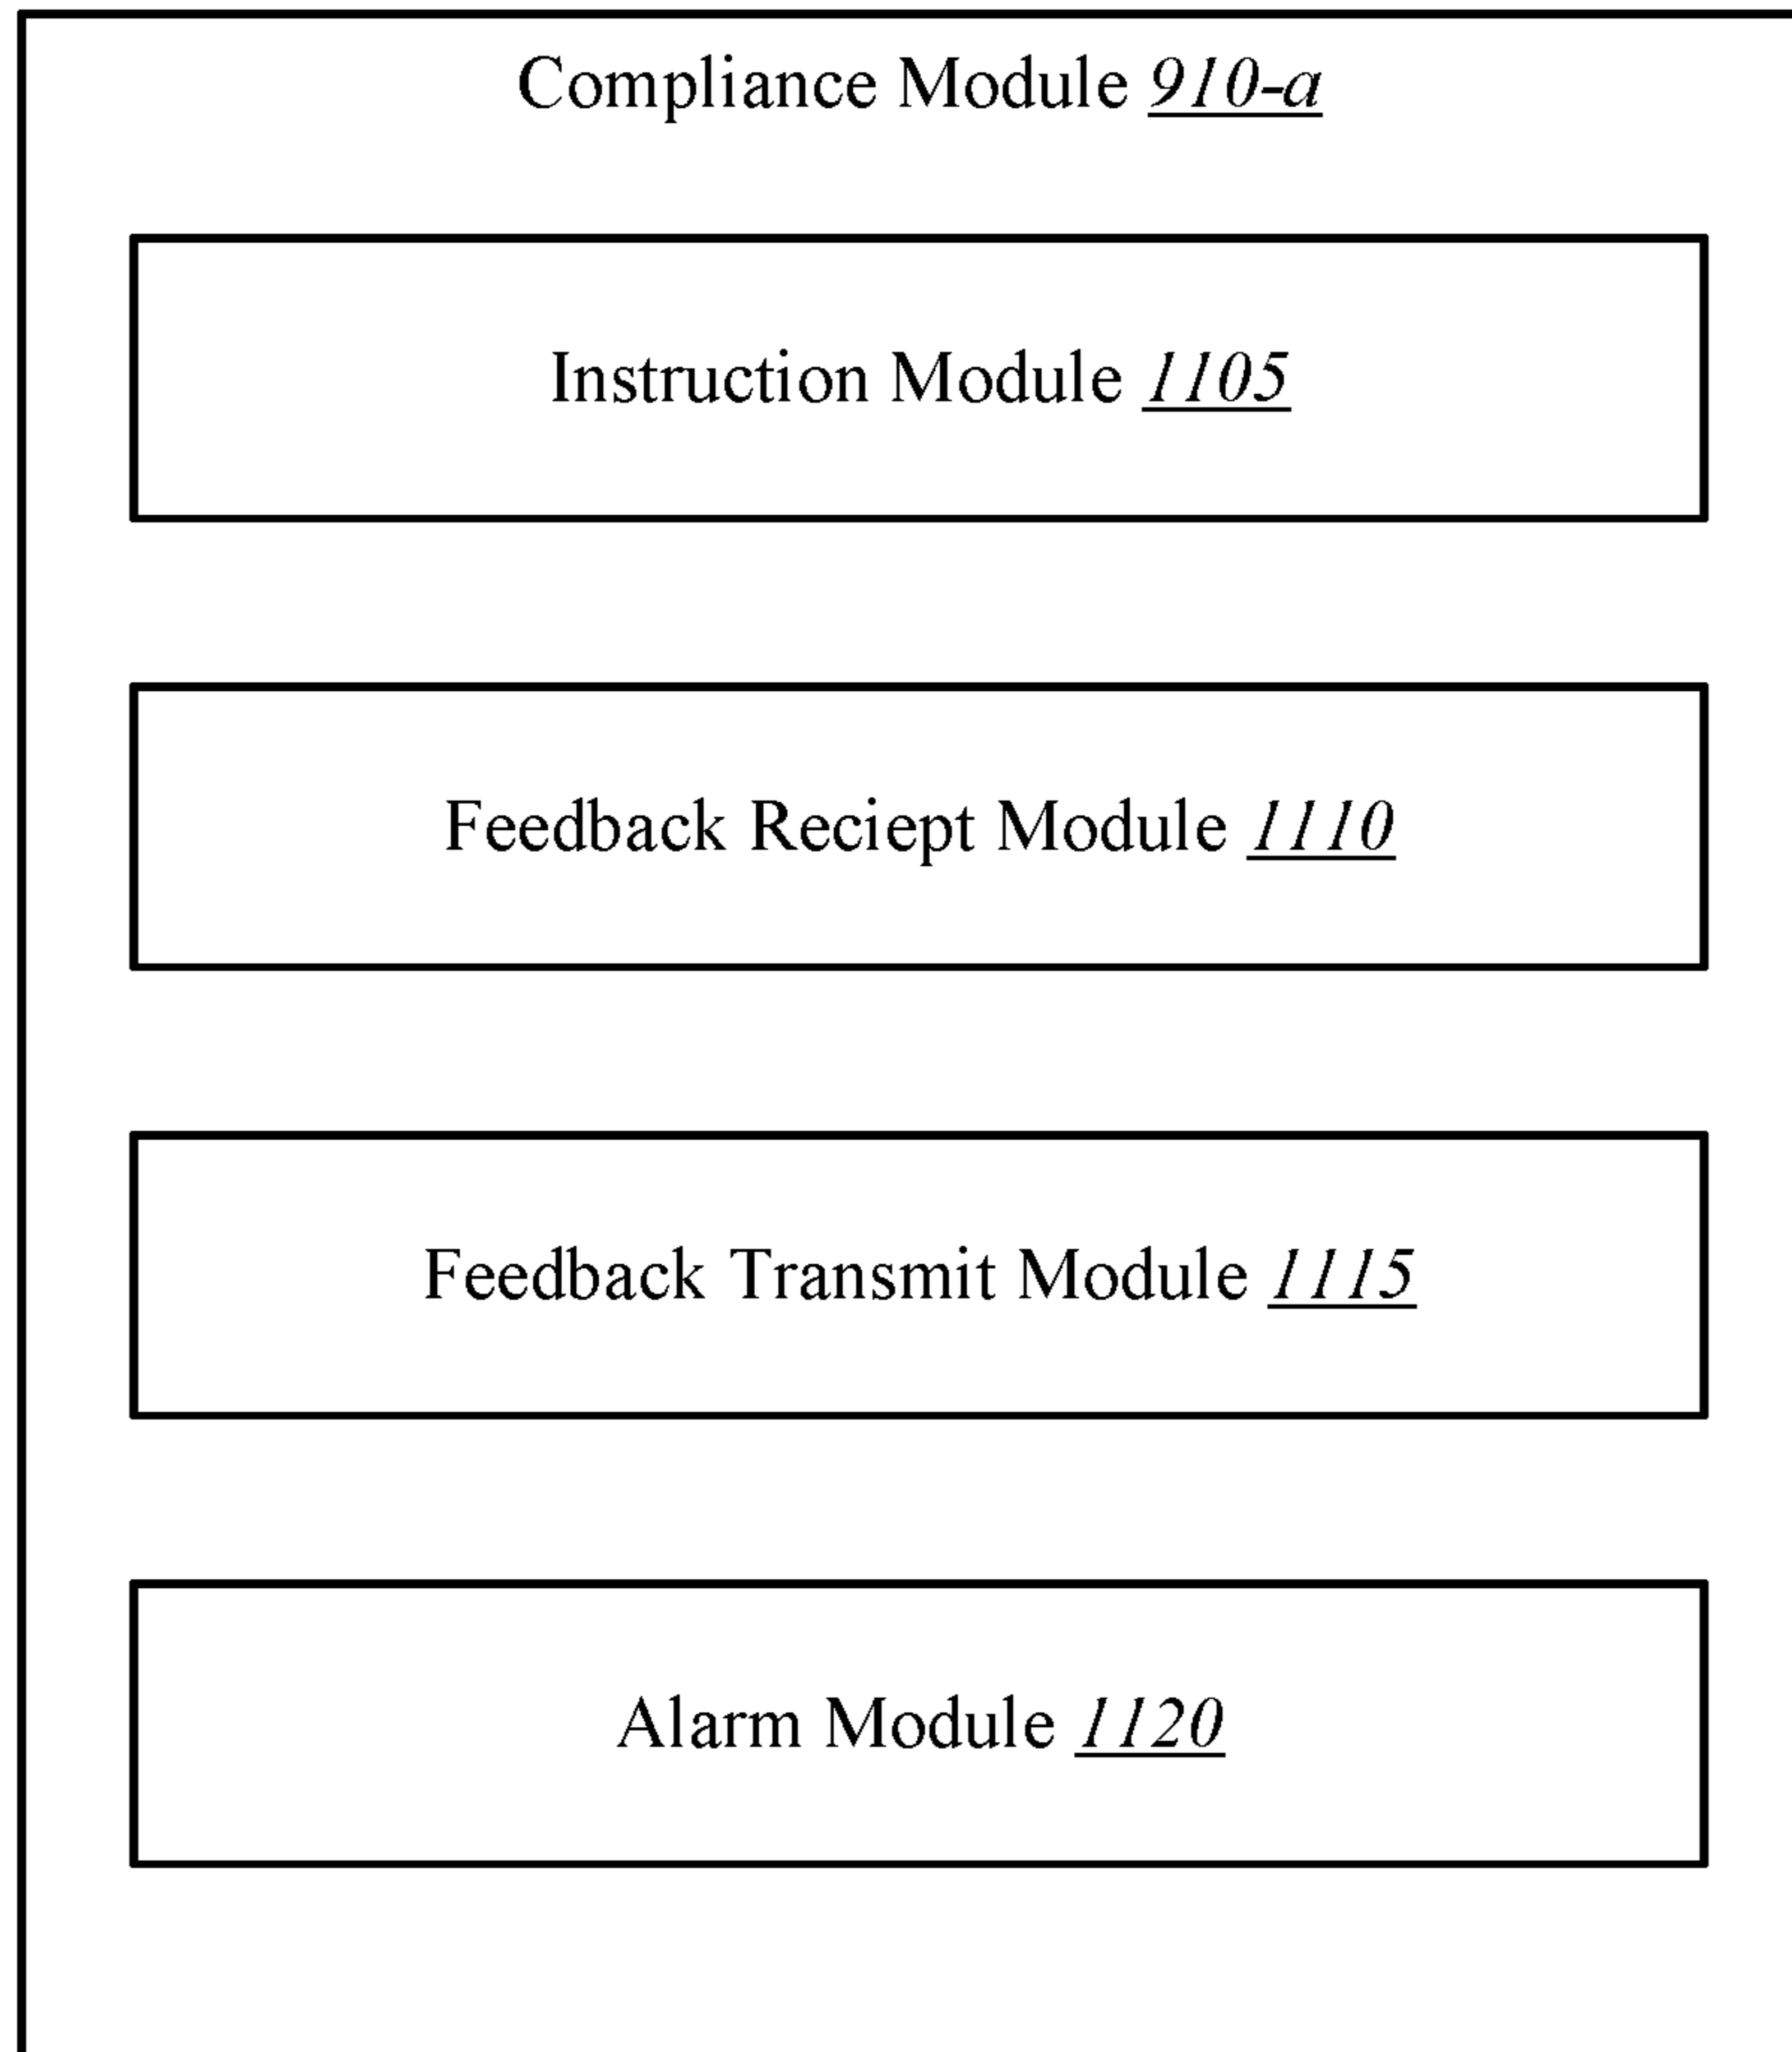 Compliance Module 910-a
Instruction Module 1105
Feedback Reciept Module 1110
Feedback Transmit Module 1115
Alarm Module 1120